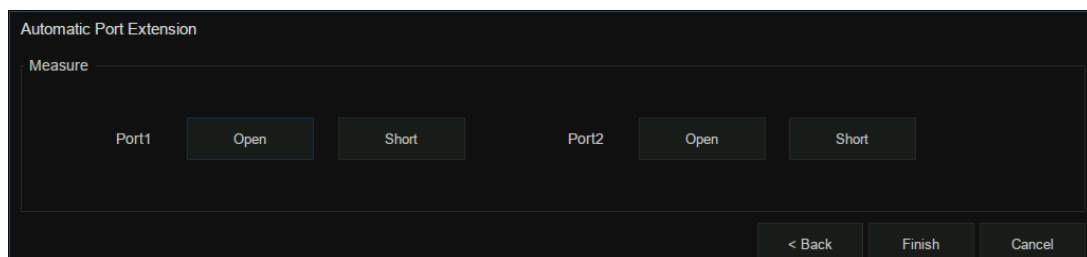 Automatic Port Extension
Measure
Port1 Open Short Port2 Open Short
< Back Finish Cancel